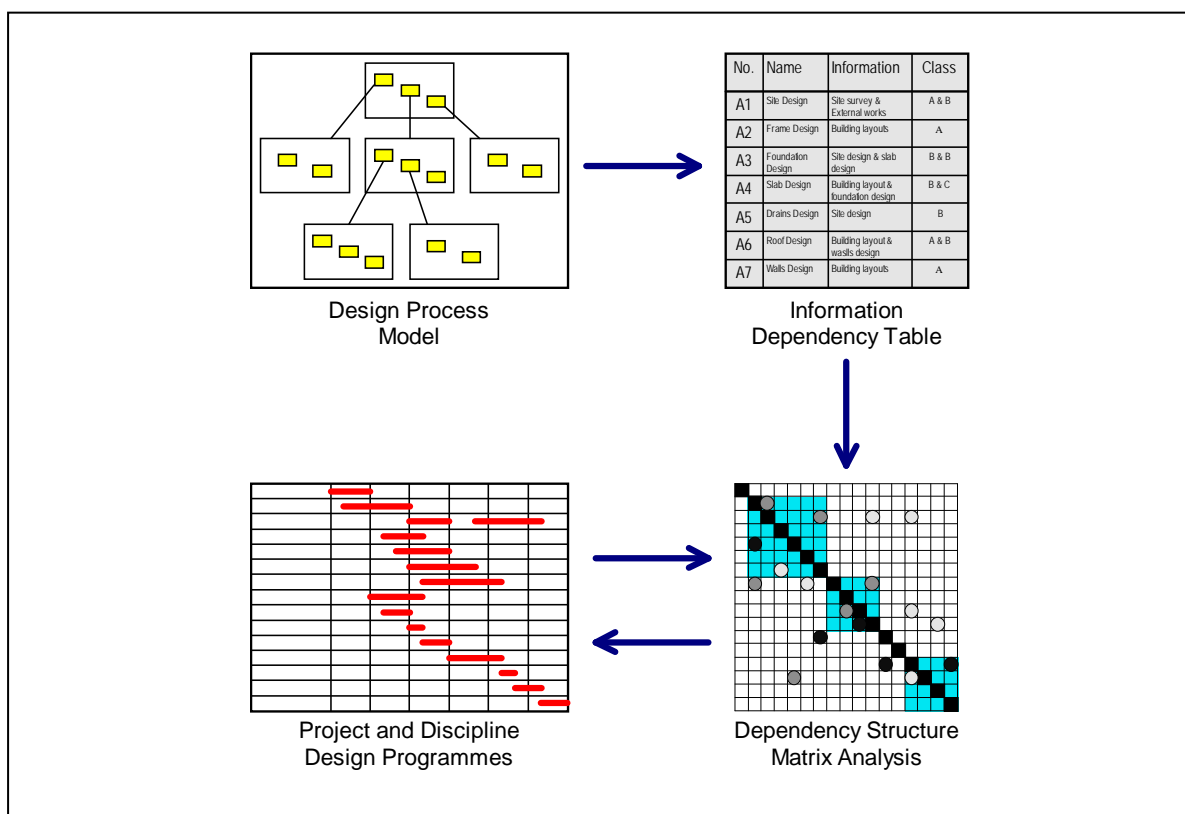 No. Name Information Class
A1 Site Design Site survey & A & B
External works
A2 Frame Design Building layouts A
A3 Foundation Site design & slab B & B
Design design
A4 Slab Design Building layout & B & C
foundation design
A5 Drains Design Site design B
A6 Roof Design Building layout & A & B
waslls design
A7 Walls Design Building layouts A
Design Process
Model
Information
Dependency Table
Project and Discipline
Design Programmes
Dependency Structure
Matrix Analysis